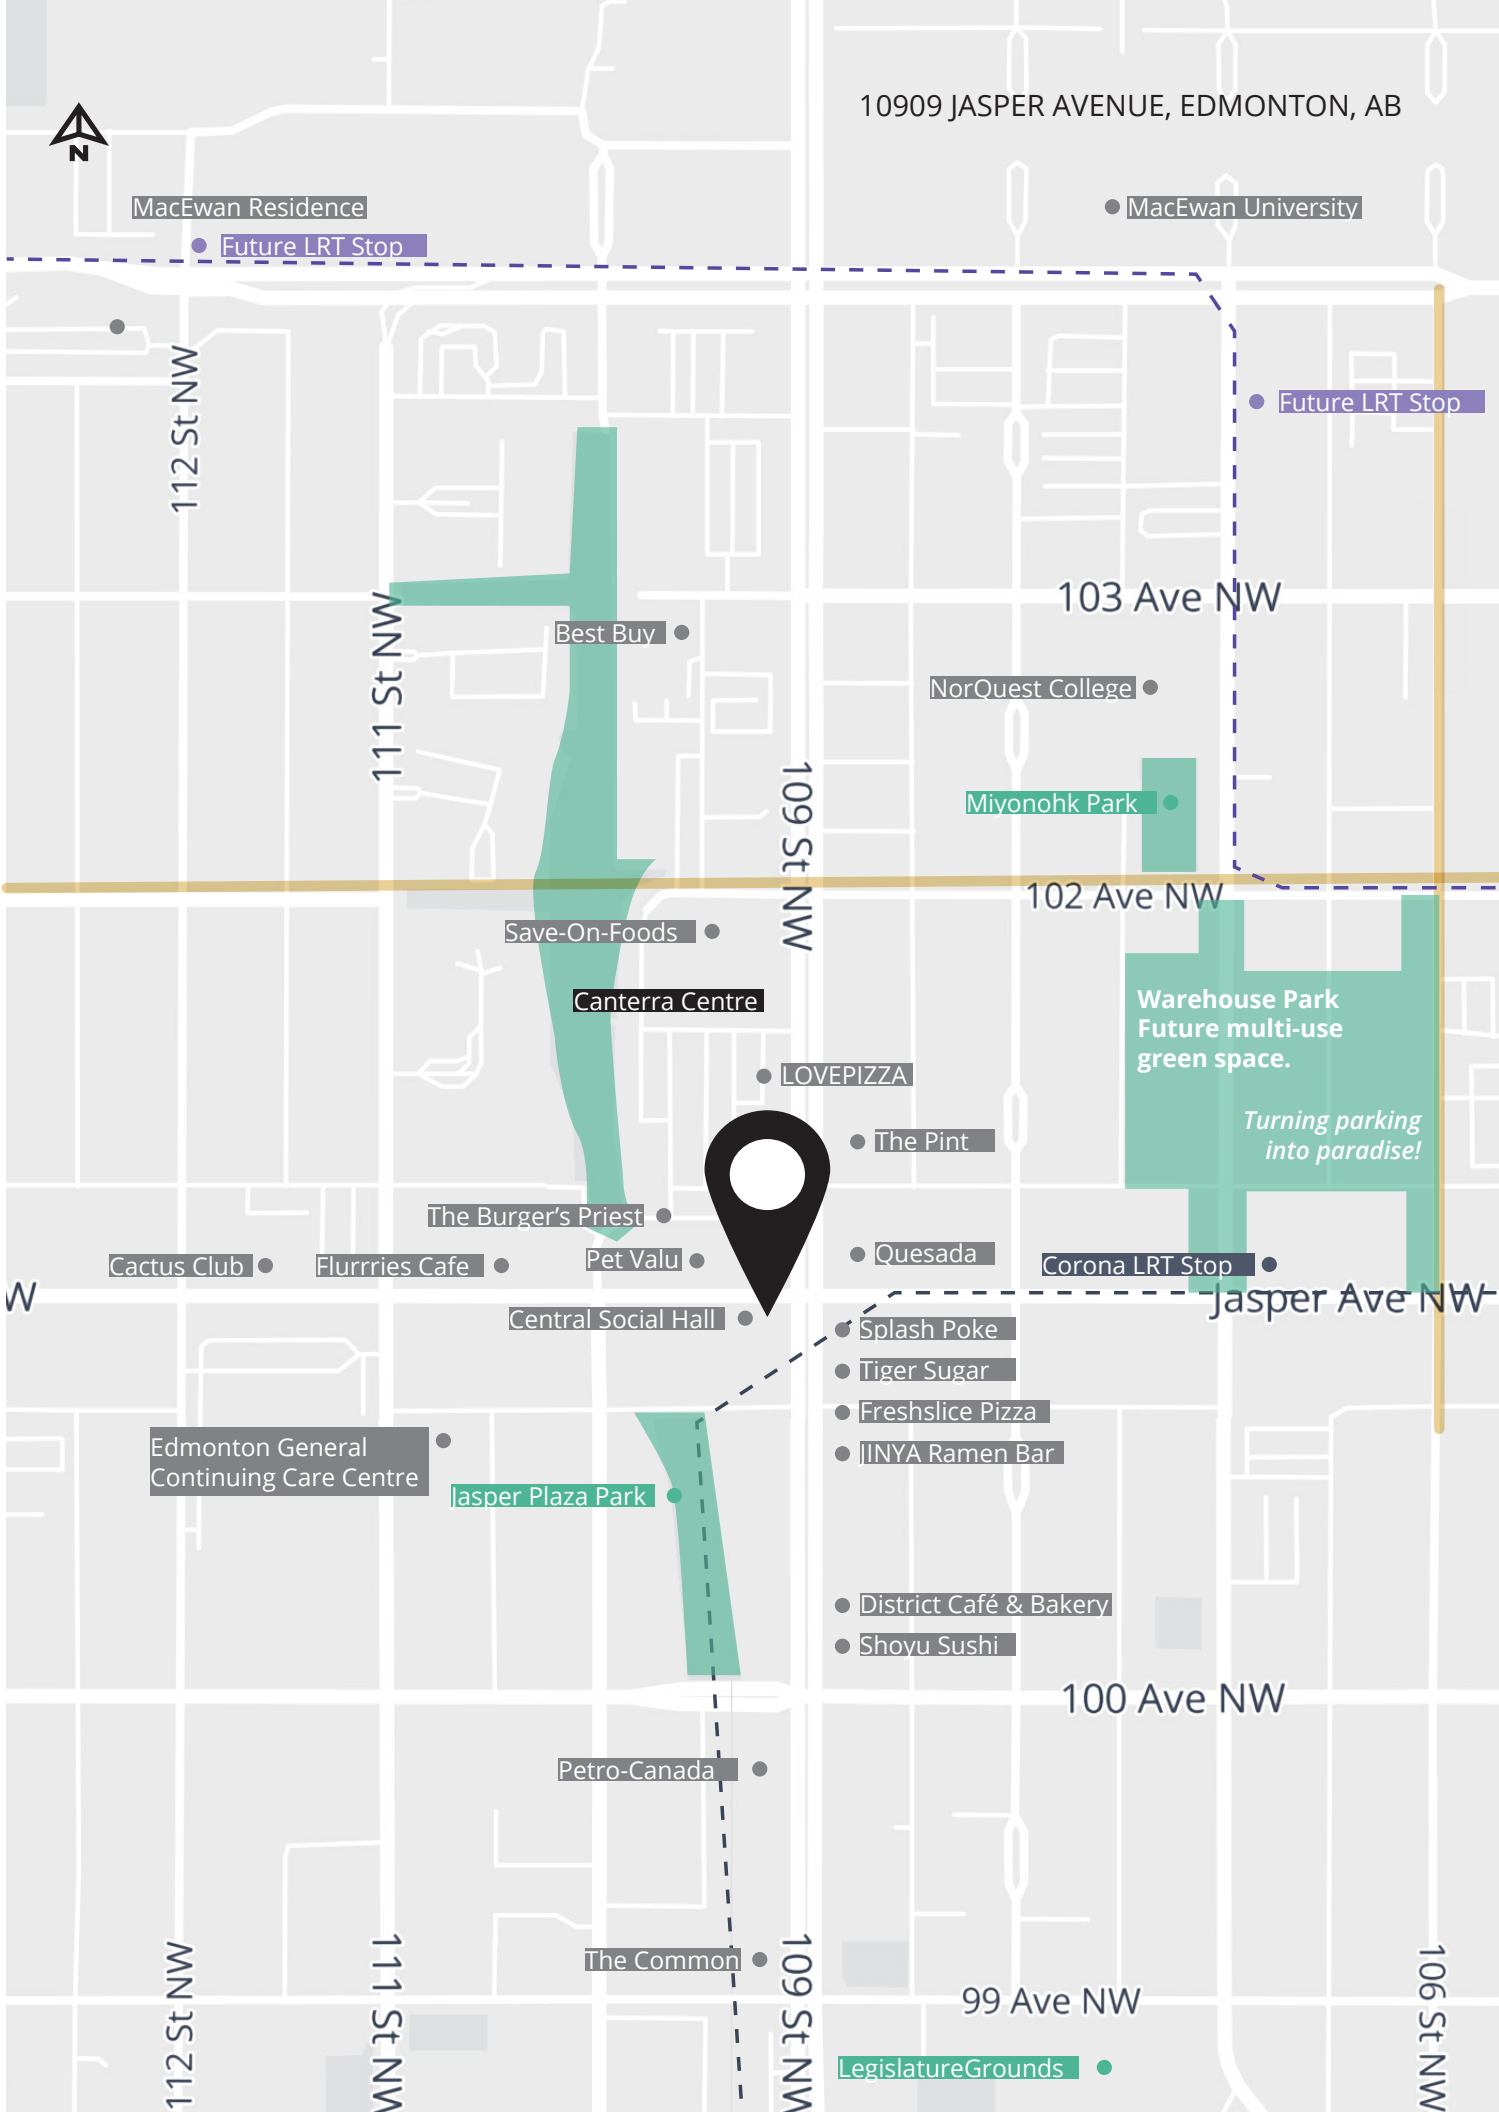 10909 JASPER AVENUE, EDMONTON, AB
N
MacEwan Residence
MacEwan University
Future LRT Stop
Future LRT Stop
112 St NW
103 Ave NW
111 St NW
Best Buy
NorQuest College
109 St NW
Miyonohk Park
102 Ave NW
Save-On-Foods
Canterra Centre
Warehouse Park
Future multi-use
green space.
LOVEPIZZA
The Pint
Turning parking
into paradise!
The Burger's Priest
Cactus Club
Flurrries Cafe
Pet Valu
Quesada
Corona LRT Stop
W
Jasper Ave NW
Central Social Hall
Splash Poke
Tiger Sugar
Freshslice Pizza
Edmonton General
Continuing Care Centre
JINYA Ramen Bar
Jasper Plaza Park
District Café & Bakery
Shoyu Sushi
100 Ave NW
Petro-Canada
The Common
112 St NW
111 St NW
109 St NW
99 Ave NW
106 St NW
LegislatureGrounds